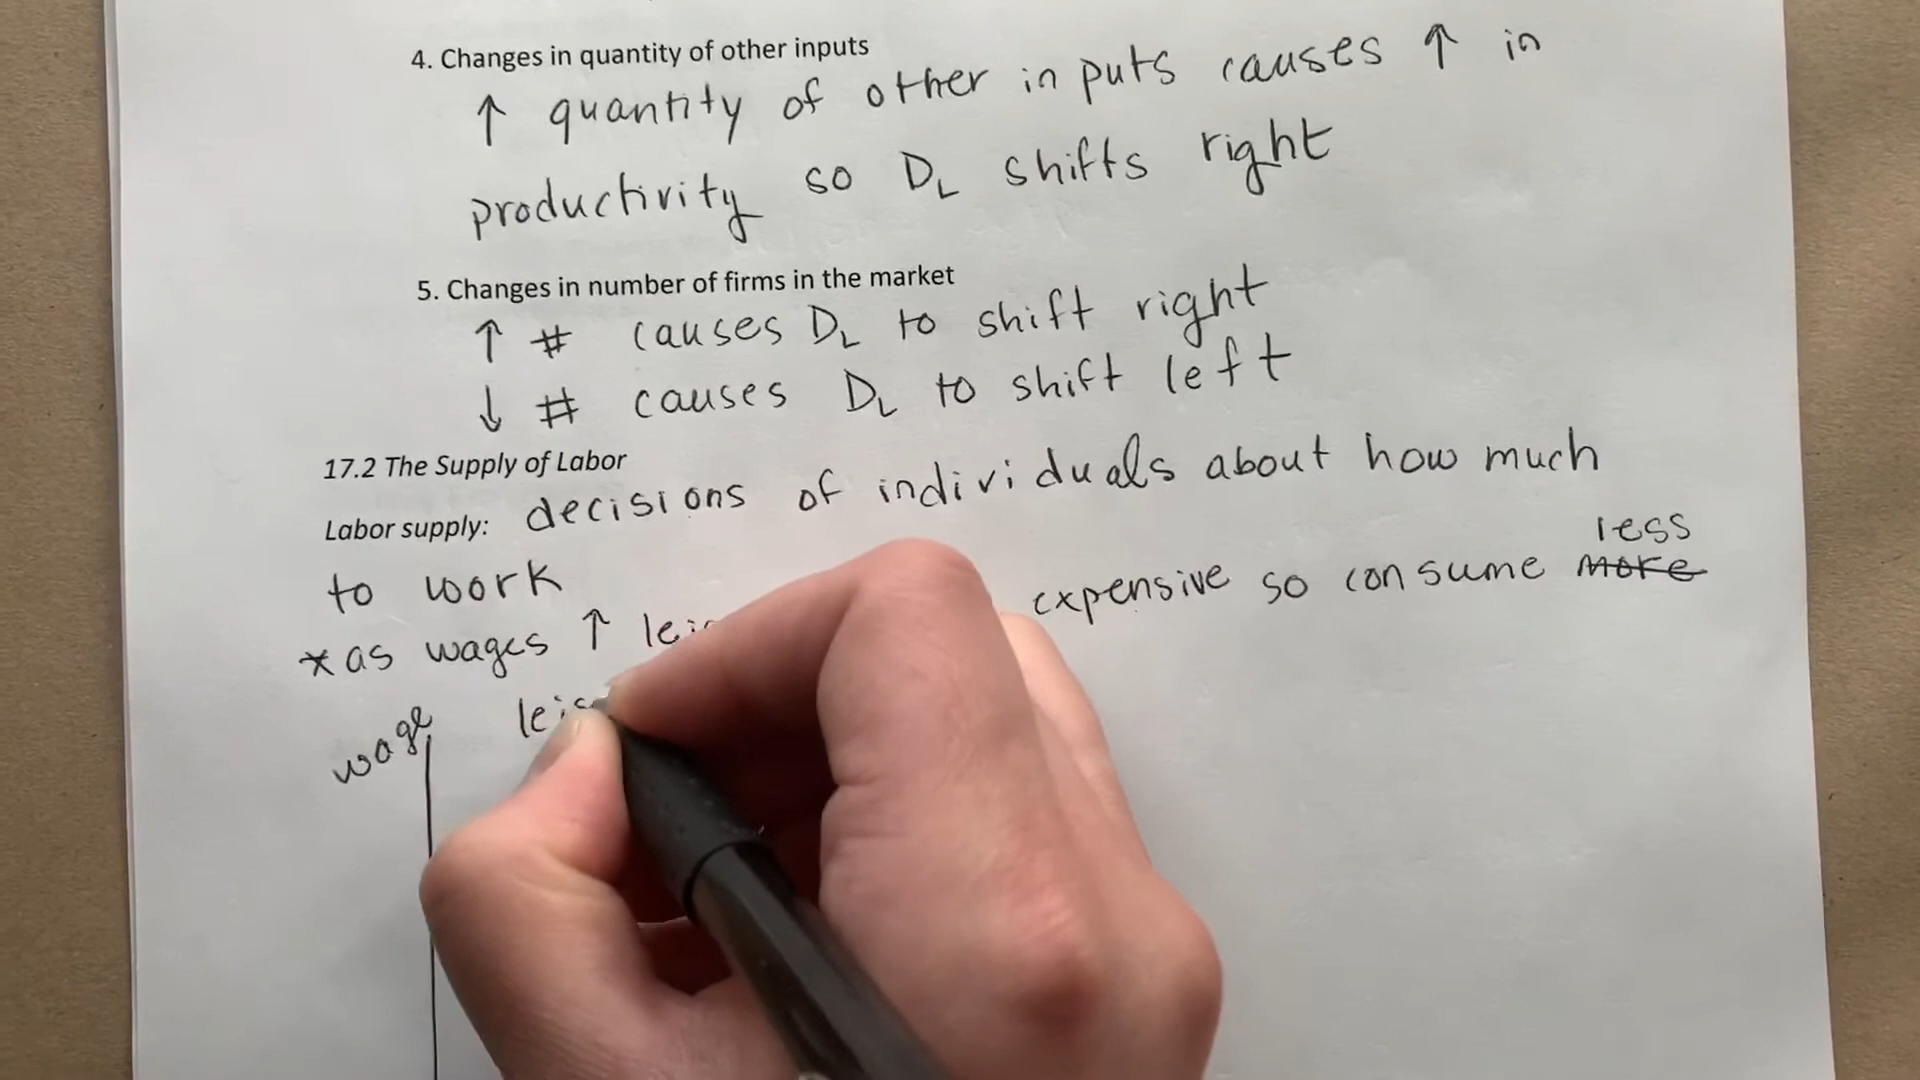 4. Changes in quantity of other inputs
↑ quantity of other inputs causes ↑ in
productivity so DL shifts right
5. Changes in number of firms in the market
↑ # causes DL to shift right
↓ # causes DL to shift left
17.2 The Supply of Labor
Labor supply: decisions of individuals about how much
to work
less
*as wages ↑ expensive so consume more
wage